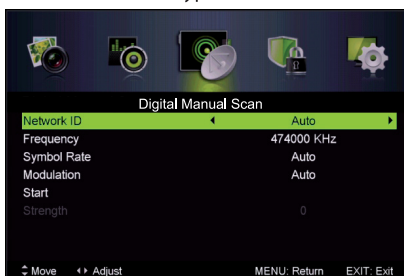 Digital Manual Scan
Network ID Auto
Frequency 474000 KHz
Symbol Rate Auto
Modulation Auto
Start
Strength 0
Move Adjust MENU: Return EXIT: Exit